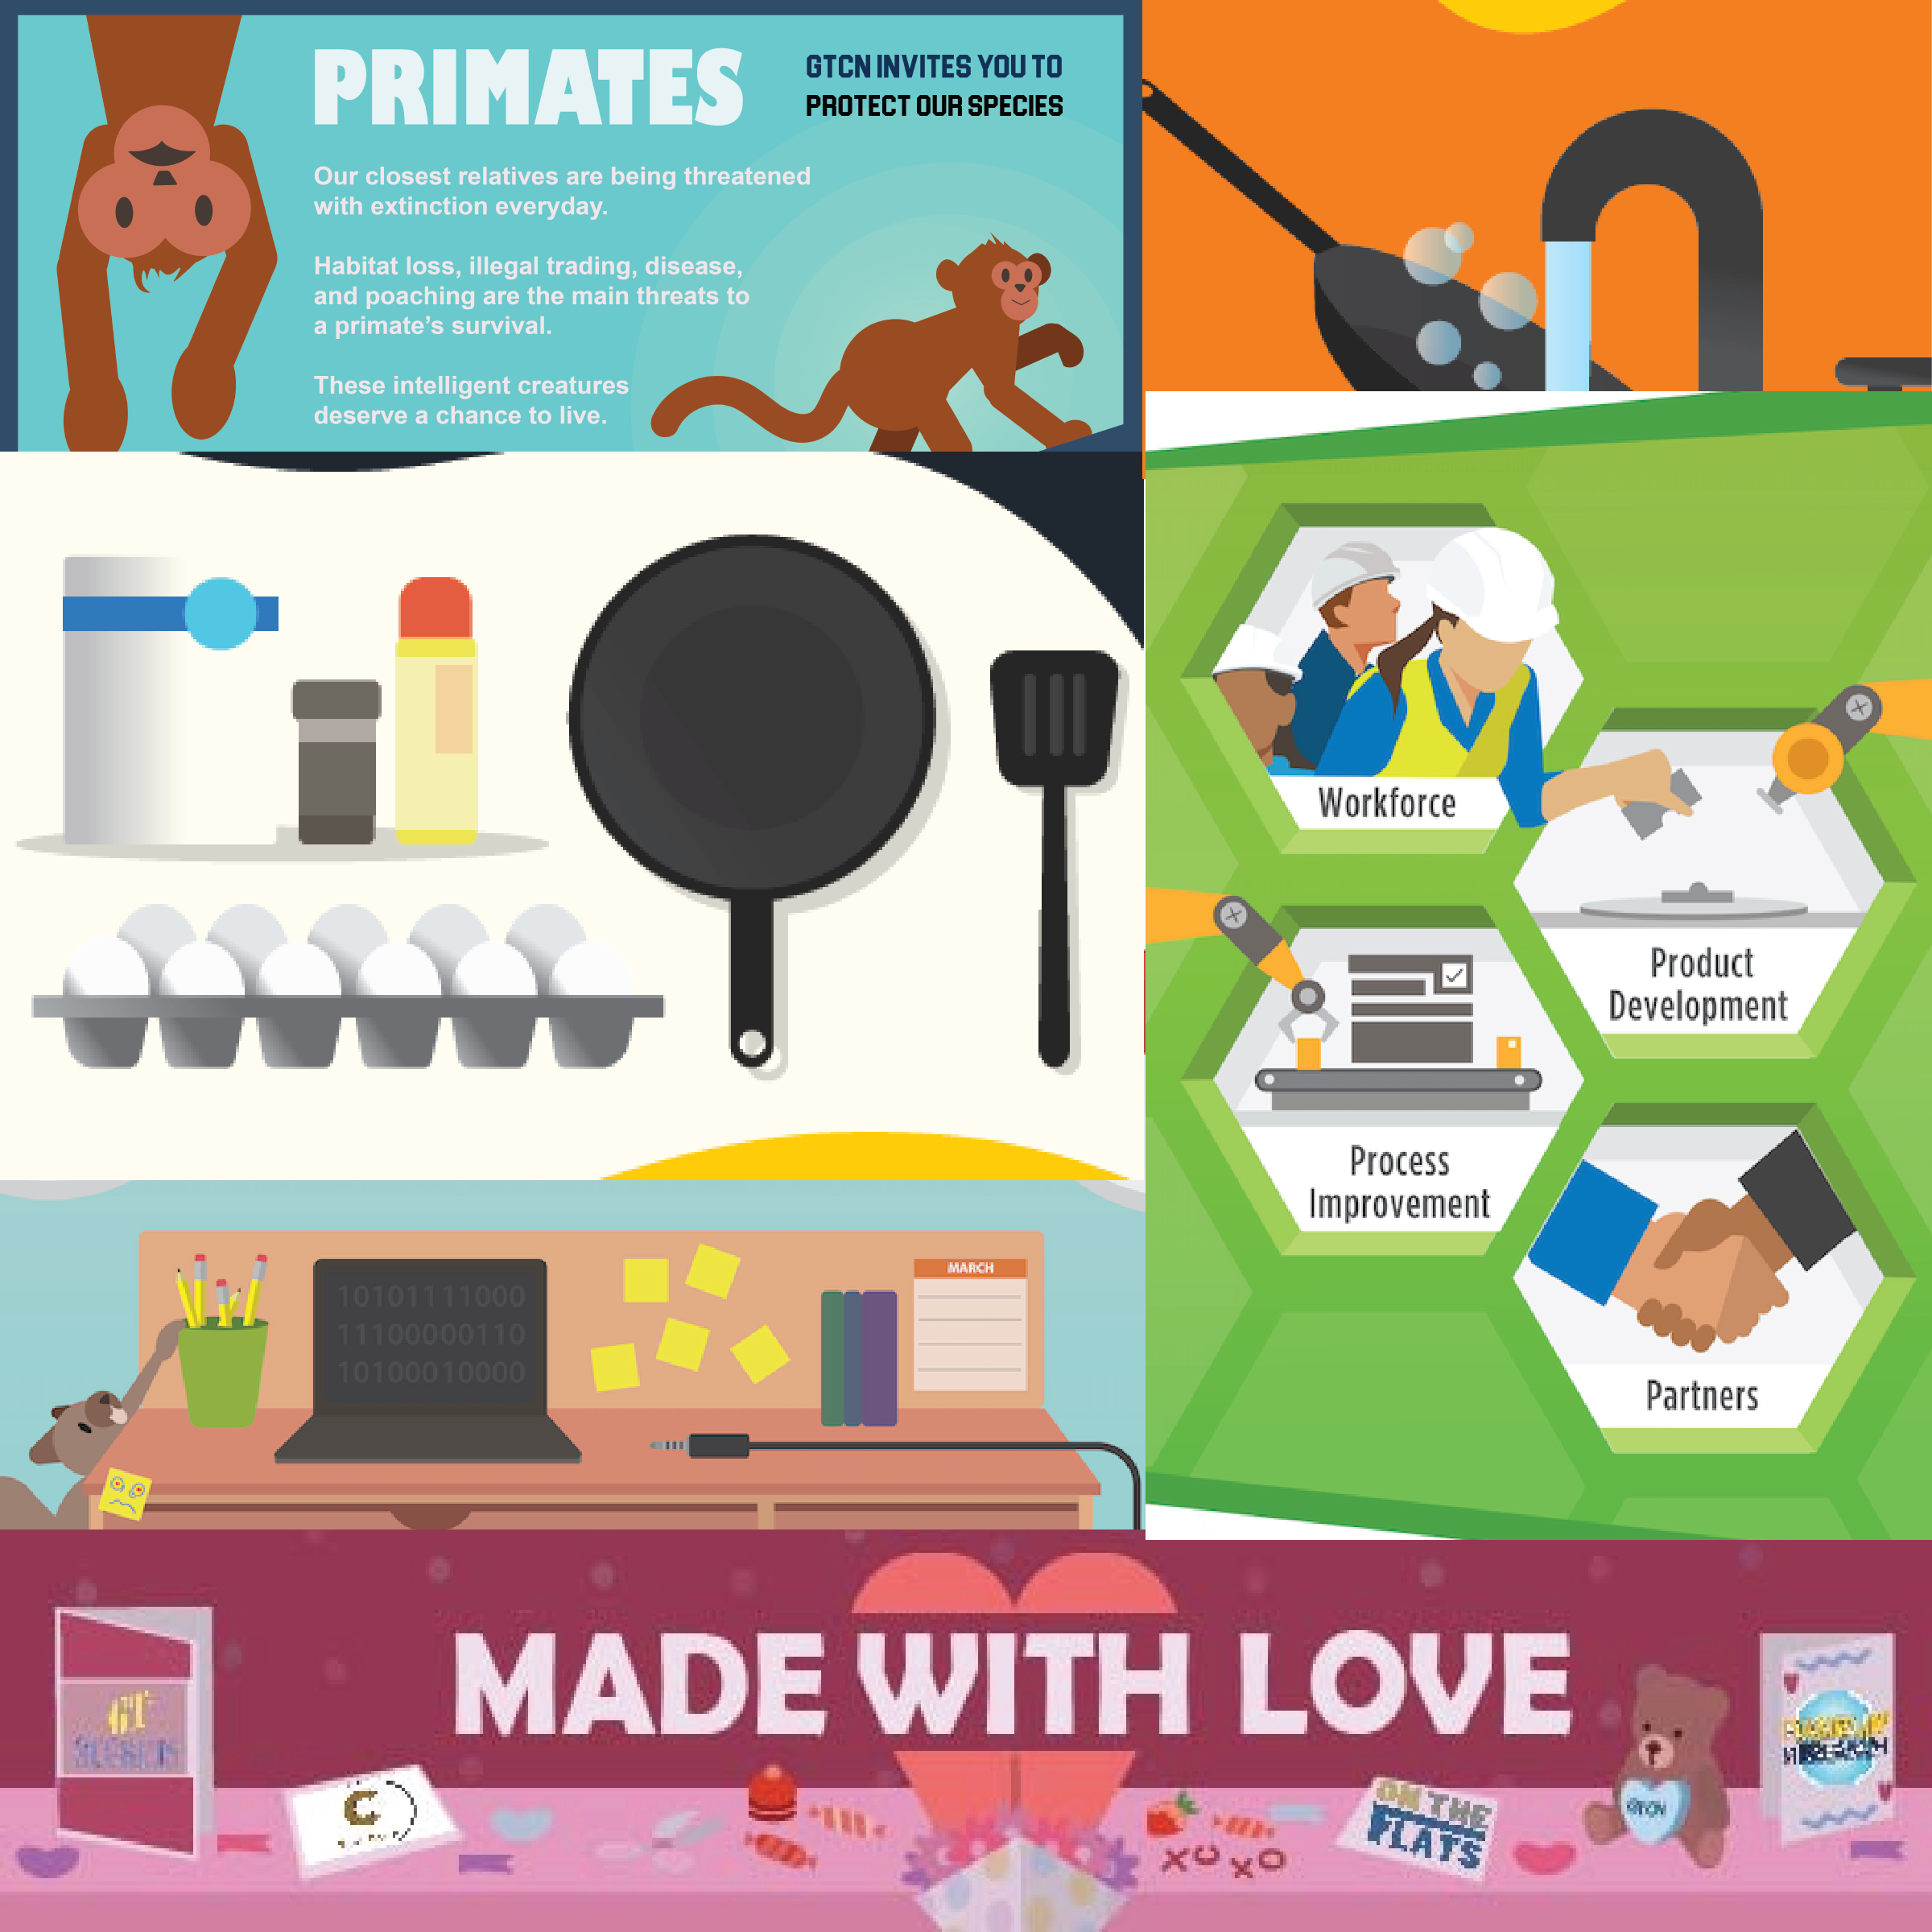 PRIMATES
GTCN INVITES YOU TO
PROTECT OUR SPECIES
Our closest relatives are being threatened
with extinction everyday.
Habitat loss, illegal trading, disease,
and poaching are the main threats to
a primate's survival.
These intelligent creatures
deserve a chance to live.
Workforce
Product
Development
Process
Improvement
Partners
10101111000
11100000110
10100010000
MARCH
MADE WITH LOVE
GT
C
ON THE
FLATS
XO
XO
GTCN